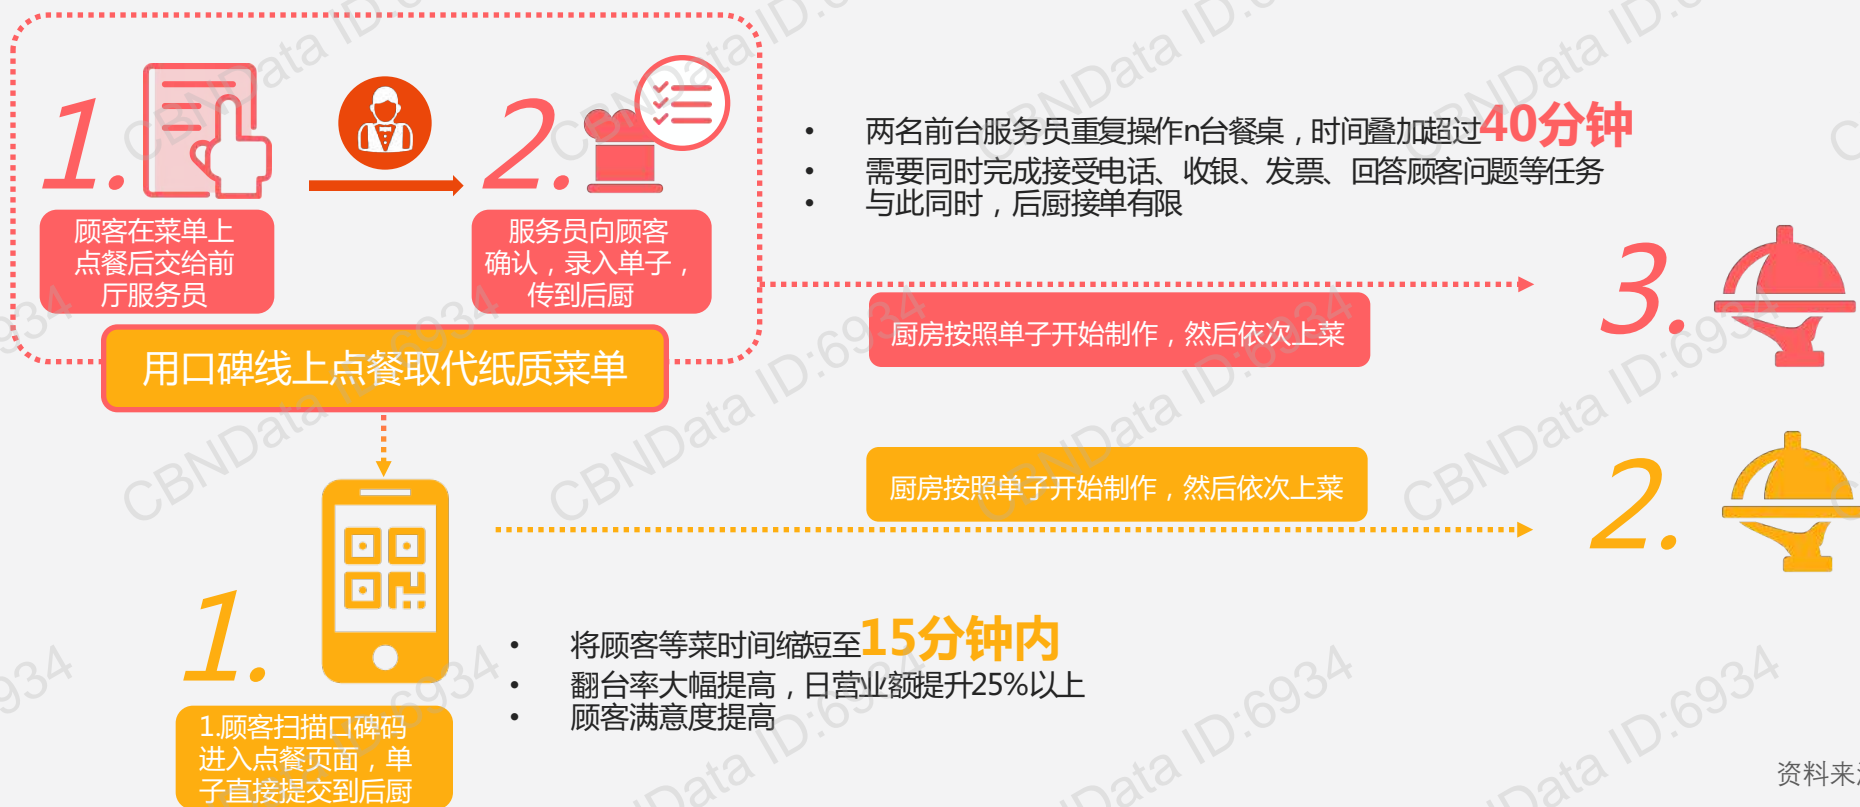 1.
2.
顾客在菜单上
点餐后交给前
厅服务员
服务员向顾客
确认，录入单子，
传到后厨
• 两名前台服务员重复操作n台餐桌，时间叠加超过40分钟
• 需要同时完成接受电话、收银、发票、回答顾客问题等任务
• 与此同时，后厨接单有限
厨房按照单子开始制作，然后依次上菜
3.
用口碑线上点餐取代纸质菜单
厨房按照单子开始制作，然后依次上菜
2.
1.
1.顾客扫描口碑码
进入点餐页面，单
子直接提交到后厨
• 将顾客等菜时间缩短至15分钟内
• 翻台率大幅提高，日营业额提升25%以上
• 顾客满意度提高
资料来
CBNData ID:6934